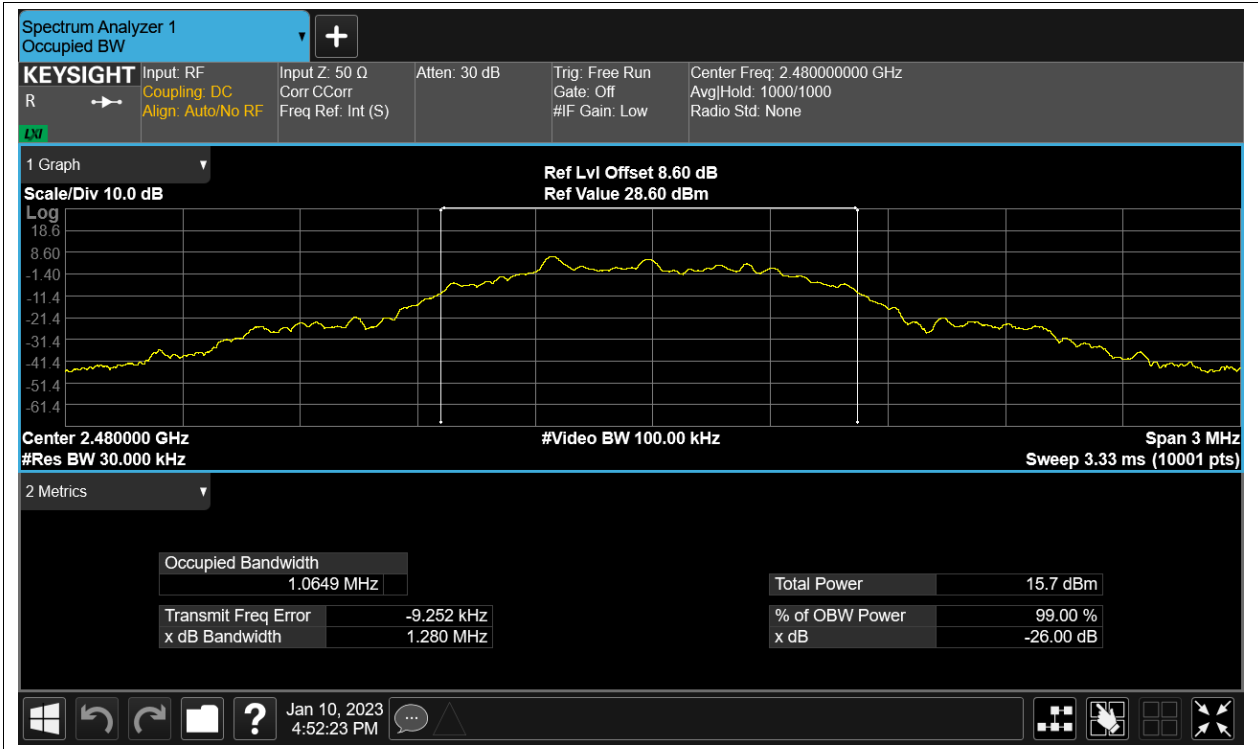 Spectrum Analyzer 1
Occupied BW
▼
+
KEYSIGHT
R
LXI
Input: RF
Coupling: DC
Align: Auto/No RF
Input Z: 50 Ω
Corr CCorr
Freq Ref: Int (S)
Atten: 30 dB
Trig: Free Run
Gate: Off
#IF Gain: Low
Center Freq: 2.480000000 GHz
Avg|Hold: 1000/1000
Radio Std: None
1 Graph ▼
Scale/Div 10.0 dB
Ref Lvl Offset 8.60 dB
Ref Value 28.60 dBm
Log
18.6
8.60
-1.40
-11.4
-21.4
-31.4
-41.4
-51.4
-61.4
Center 2.480000 GHz #Video BW 100.00 kHz Span 3 MHz
#Res BW 30.000 kHz Sweep 3.33 ms (10001 pts)
2 Metrics ▼
Occupied Bandwidth
1.0649 MHz
Transmit Freq Error -9.252 kHz
x dB Bandwidth 1.280 MHz
Total Power 15.7 dBm
% of OBW Power 99.00 %
x dB -26.00 dB
?
Jan 10, 2023
4:52:23 PM